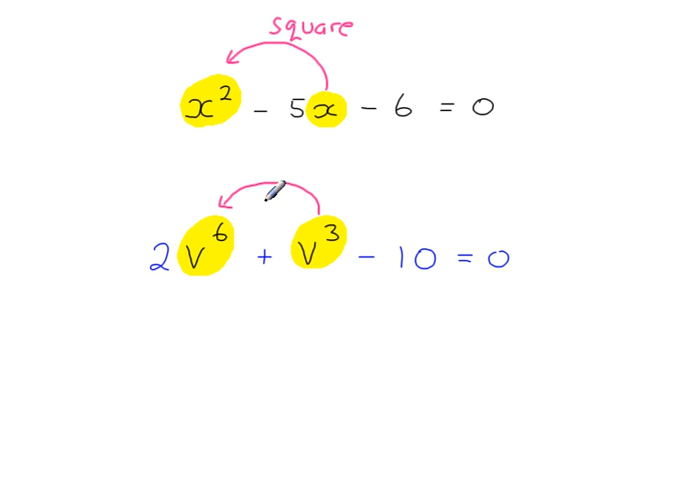 square
x² - 5x - 6 = 0
2v⁶ + v³ - 10 = 0